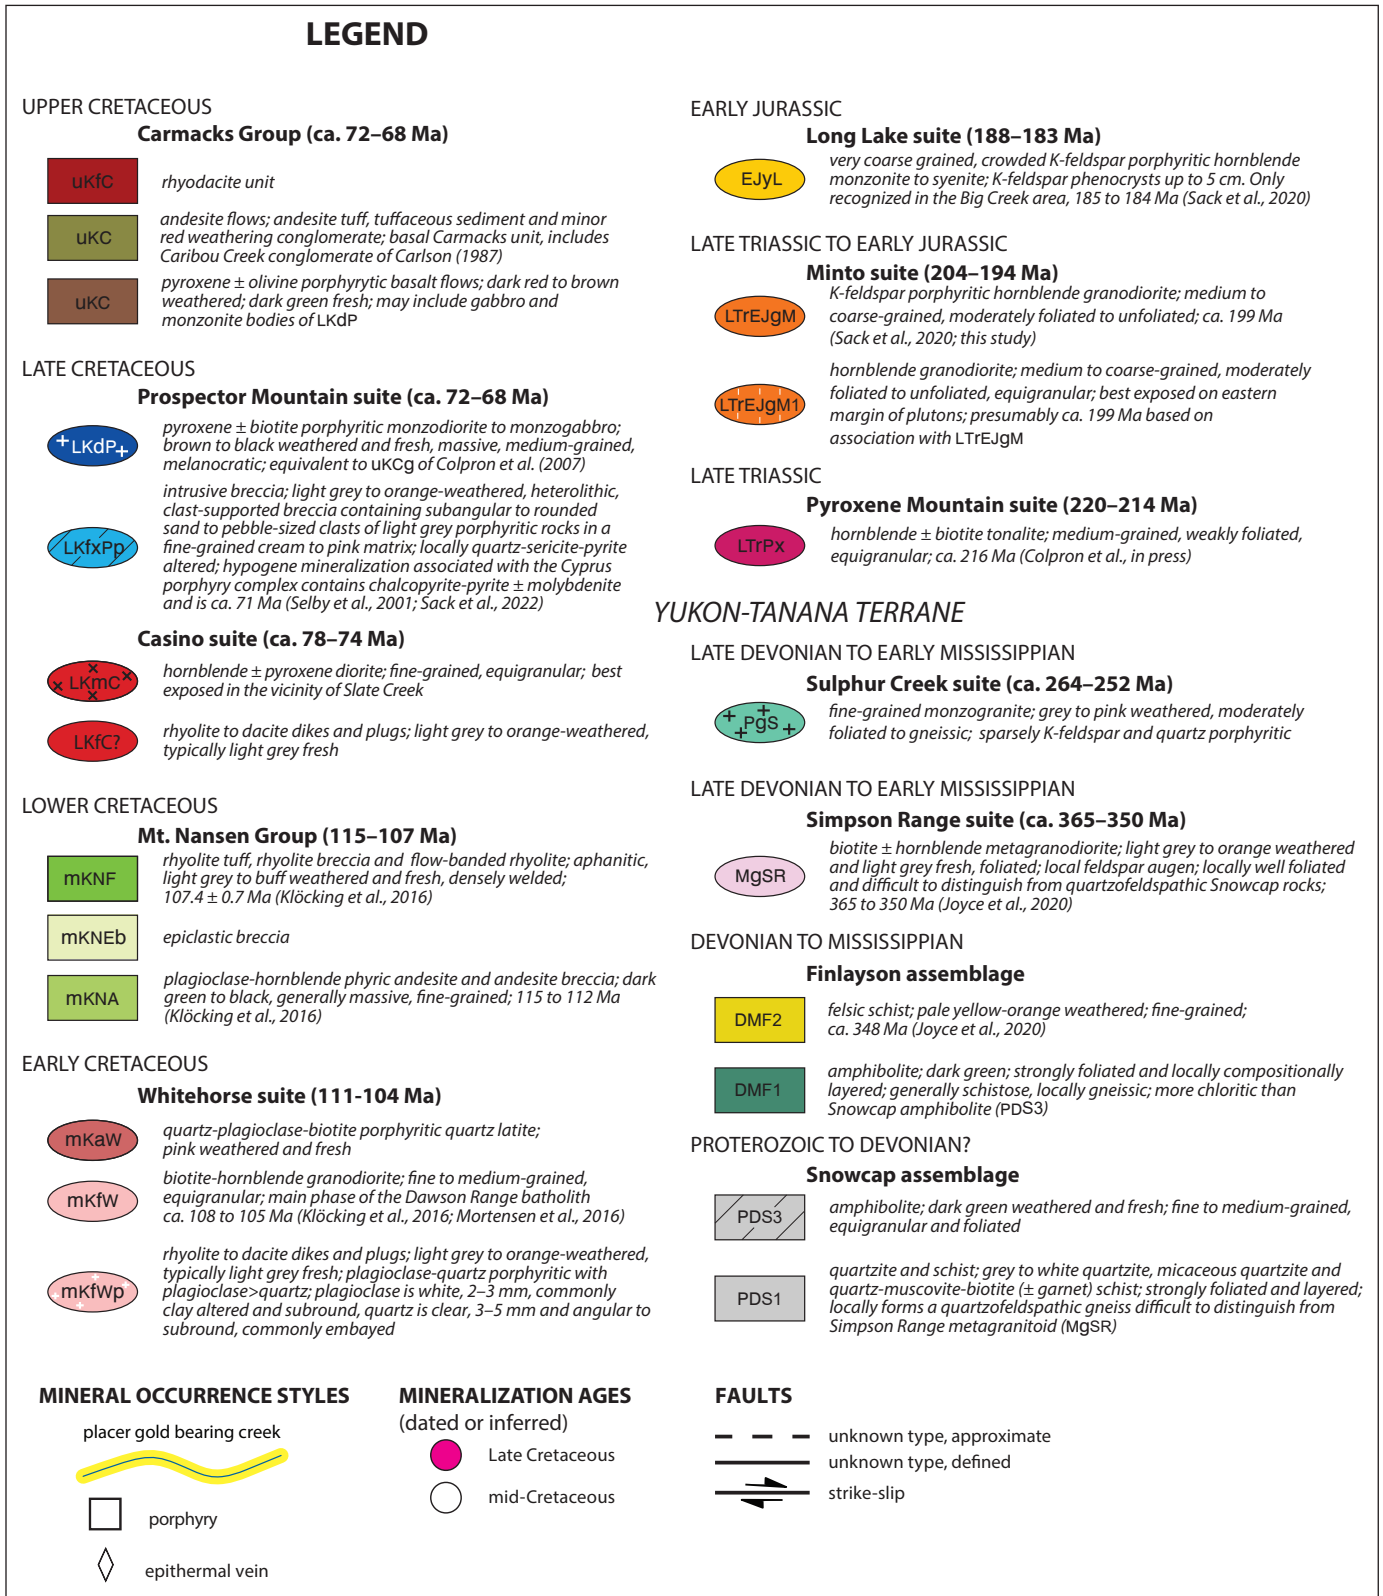 LEGEND
UPPER CRETACEOUS
Carmacks Group (ca. 72–68 Ma)
uKfC
rhyodacite unit
uKC
andesite flows; andesite tuff, tuffaceous sediment and minor
red weathering conglomerate; basal Carmacks unit, includes
Caribou Creek conglomerate of Carlson (1987)
uKC
pyroxene ± olivine porphyrytic basalt flows; dark red to brown
weathered; dark green fresh; may include gabbro and
monzonite bodies of LKdP
LATE CRETACEOUS
Prospector Mountain suite (ca. 72–68 Ma)
LKdP
pyroxene ± biotite porphyritic monzodiorite to monzogabbro;
brown to black weathered and fresh, massive, medium-grained,
melanocratic; equivalent to uKCg of Colpron et al. (2007)
LKfxPp
intrusive breccia; light grey to orange-weathered, heterolithic,
clast-supported breccia containing subangular to rounded
sand to pebble-sized clasts of light grey porphyritic rocks in a
fine-grained cream to pink matrix; locally quartz-sericite-pyrite
altered; hypogene mineralization associated with the Cyprus
porphyry complex contains chalcopyrite-pyrite ± molybdenite
and is ca. 71 Ma (Selby et al., 2001; Sack et al., 2022)
Casino suite (ca. 78–74 Ma)
LKmC
hornblende ± pyroxene diorite; fine-grained, equigranular; best
exposed in the vicinity of Slate Creek
LKfC?
rhyolite to dacite dikes and plugs; light grey to orange-weathered,
typically light grey fresh
LOWER CRETACEOUS
Mt. Nansen Group (115–107 Ma)
mKNF
rhyolite tuff, rhyolite breccia and flow-banded rhyolite; aphanitic,
light grey to buff weathered and fresh, densely welded;
107.4 ± 0.7 Ma (Klöcking et al., 2016)
mKNEb
epiclastic breccia
mKNA
plagioclase-hornblende phyric andesite and andesite breccia; dark
green to black, generally massive, fine-grained; 115 to 112 Ma
(Klöcking et al., 2016)
EARLY CRETACEOUS
Whitehorse suite (111-104 Ma)
mKaW
quartz-plagioclase-biotite porphyritic quartz latite;
pink weathered and fresh
mKfW
biotite-hornblende granodiorite; fine to medium-grained,
equigranular; main phase of the Dawson Range batholith
ca. 108 to 105 Ma (Klöcking et al., 2016; Mortensen et al., 2016)
mKfWp
rhyolite to dacite dikes and plugs; light grey to orange-weathered,
typically light grey fresh; plagioclase-quartz porphyritic with
plagioclase>quartz; plagioclase is white, 2–3 mm, commonly
clay altered and subround, quartz is clear, 3–5 mm and angular to
subround, commonly embayed
EARLY JURASSIC
Long Lake suite (188–183 Ma)
EJyL
very coarse grained, crowded K-feldspar porphyritic hornblende
monzonite to syenite; K-feldspar phenocrysts up to 5 cm. Only
recognized in the Big Creek area, 185 to 184 Ma (Sack et al., 2020)
LATE TRIASSIC TO EARLY JURASSIC
Minto suite (204–194 Ma)
LTrEJgM
K-feldspar porphyritic hornblende granodiorite; medium to
coarse-grained, moderately foliated to unfoliated; ca. 199 Ma
(Sack et al., 2020; this study)
LTrEJgM1
hornblende granodiorite; medium to coarse-grained, moderately
foliated to unfoliated, equigranular; best exposed on eastern
margin of plutons; presumably ca. 199 Ma based on
association with LTrEJgM
LATE TRIASSIC
Pyroxene Mountain suite (220–214 Ma)
LTrPx
hornblende ± biotite tonalite; medium-grained, weakly foliated,
equigranular; ca. 216 Ma (Colpron et al., in press)
YUKON-TANANA TERRANE
LATE DEVONIAN TO EARLY MISSISSIPPIAN
Sulphur Creek suite (ca. 264–252 Ma)
PgS
fine-grained monzogranite; grey to pink weathered, moderately
foliated to gneissic; sparsely K-feldspar and quartz porphyritic
LATE DEVONIAN TO EARLY MISSISSIPPIAN
Simpson Range suite (ca. 365–350 Ma)
MgSR
biotite ± hornblende metagranodiorite; light grey to orange weathered
and light grey fresh, foliated; local feldspar augen; locally well foliated
and difficult to distinguish from quartzofeldspathic Snowcap rocks;
365 to 350 Ma (Joyce et al., 2020)
DEVONIAN TO MISSISSIPPIAN
Finlayson assemblage
DMF2
felsic schist; pale yellow-orange weathered; fine-grained;
ca. 348 Ma (Joyce et al., 2020)
DMF1
amphibolite; dark green; strongly foliated and locally compositionally
layered; generally schistose, locally gneissic; more chloritic than
Snowcap amphibolite (PDS3)
PROTEROZOIC TO DEVONIAN?
Snowcap assemblage
PDS3
amphibolite; dark green weathered and fresh; fine to medium-grained,
equigranular and foliated
PDS1
quartzite and schist; grey to white quartzite, micaceous quartzite and
quartz-muscovite-biotite (± garnet) schist; strongly foliated and layered;
locally forms a quartzofeldspathic gneiss difficult to distinguish from
Simpson Range metagranitoid (MgSR)
MINERAL OCCURRENCE STYLES
placer gold bearing creek
porphyry
epithermal vein
MINERALIZATION AGES
(dated or inferred)
Late Cretaceous
mid-Cretaceous
FAULTS
unknown type, approximate
unknown type, defined
strike-slip